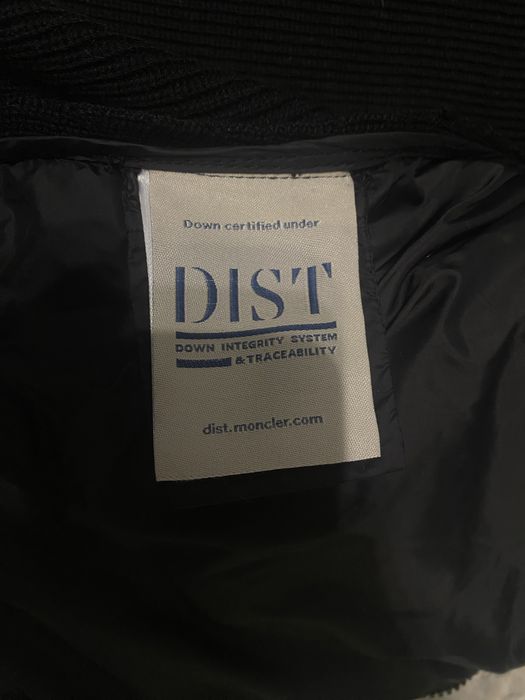 Down certified under
DIST
DOWN INTEGRITY SYSTEM
& TRACEABILITY
dist.moncler.com